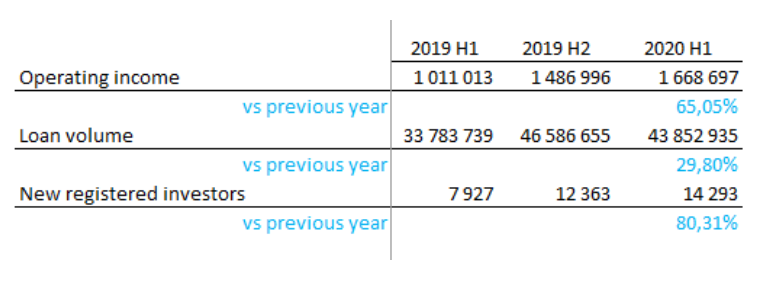 2019 H1 2019 H2 2020 H1
Operating income 1 011 013 1 486 996 1 668 697
vs previous year 65,05%
Loan volume 33 783 739 46 586 655 43 852 935
vs previous year 29,80%
New registered investors 7 927 12 363 14 293
vs previous year 80,31%